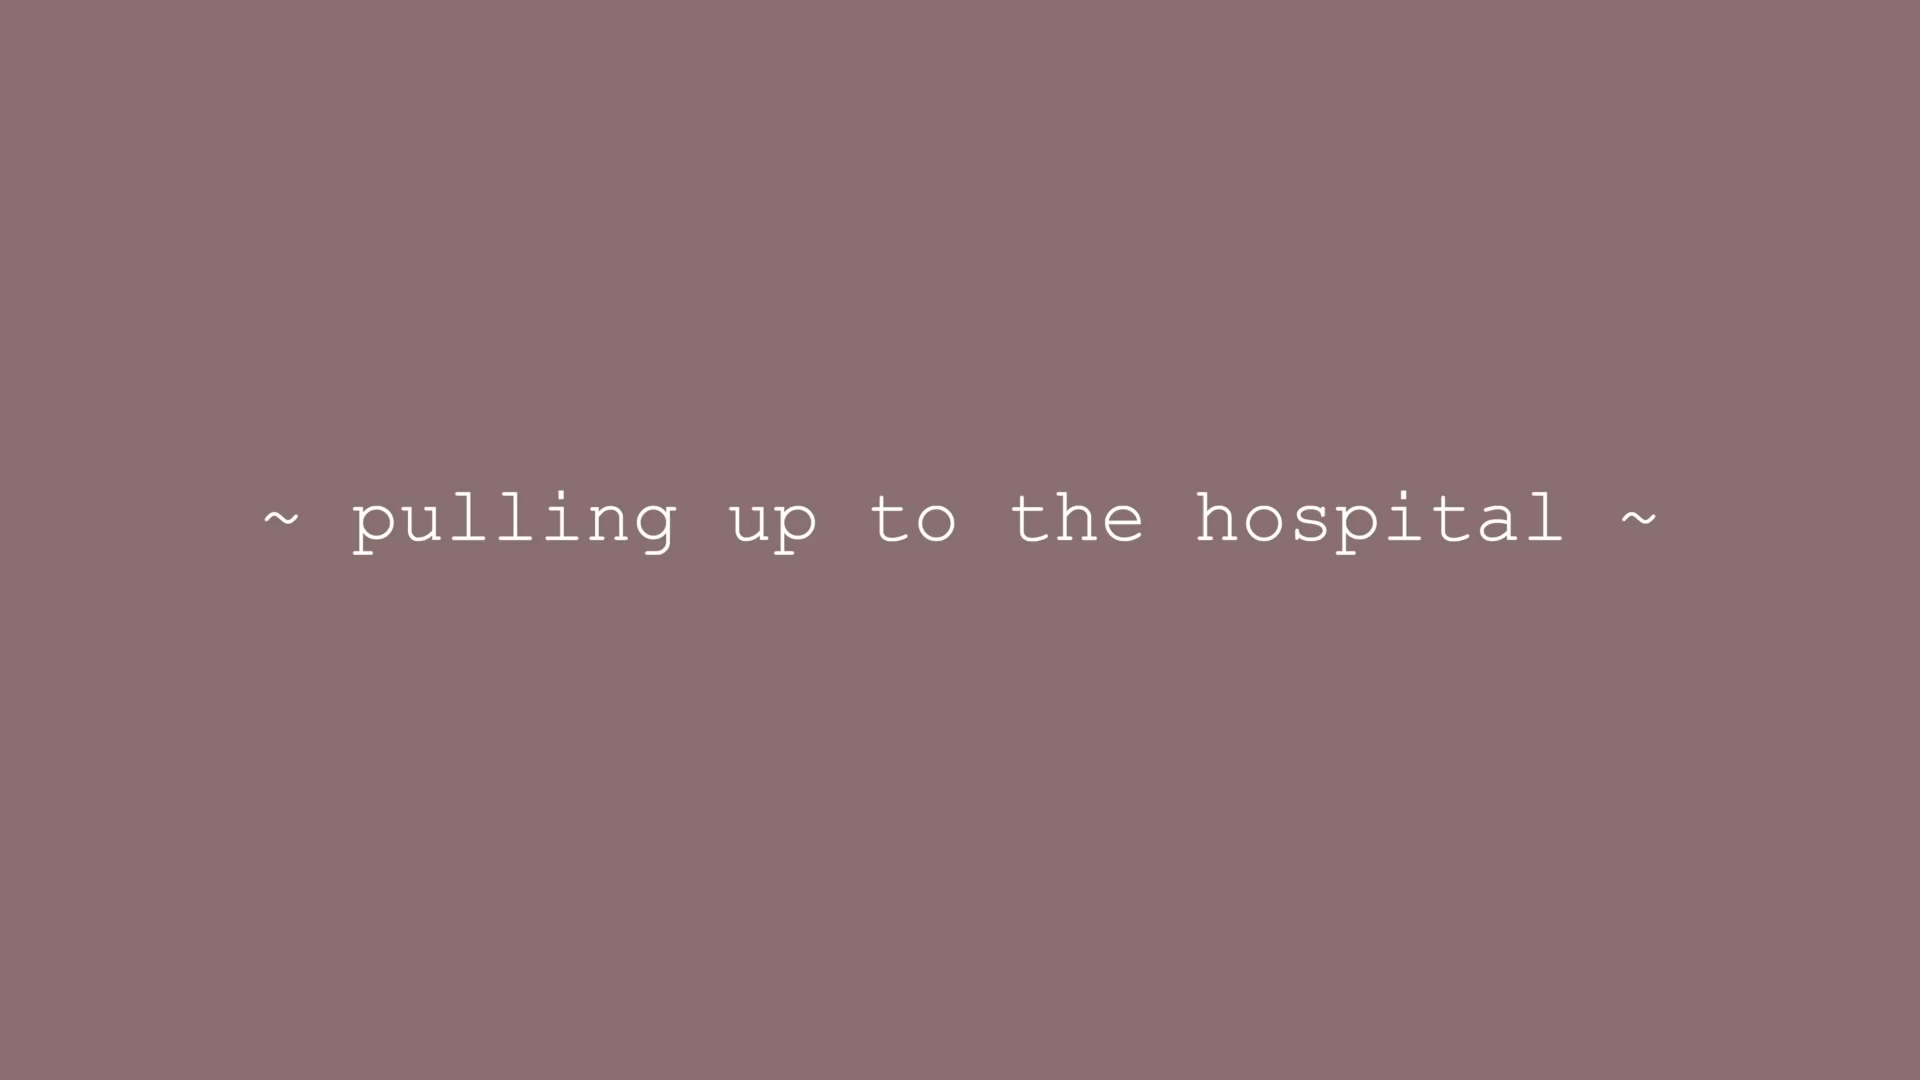 ~ pulling up to the hospital ~